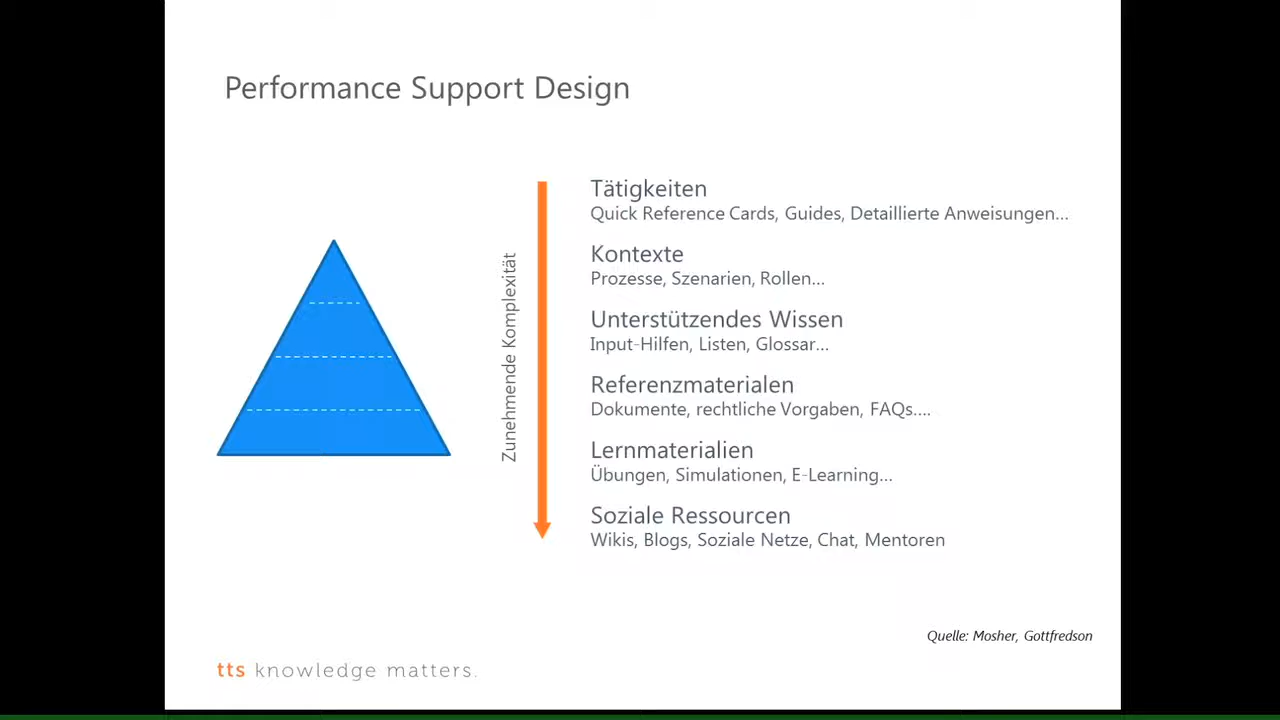 Performance Support Design
Zunehmende Komplexität
Tätigkeiten
Quick Reference Cards, Guides, Detaillierte Anweisungen...
Kontexte
Prozesse, Szenarien, Rollen...
Unterstützendes Wissen
Input-Hilfen, Listen, Glossar...
Referenzmaterialen
Dokumente, rechtliche Vorgaben, FAQs....
Lernmaterialien
Übungen, Simulationen, E-Learning...
Soziale Ressourcen
Wikis, Blogs, Soziale Netze, Chat, Mentoren
Quelle: Mosher, Gottfredson
tts knowledge matters.